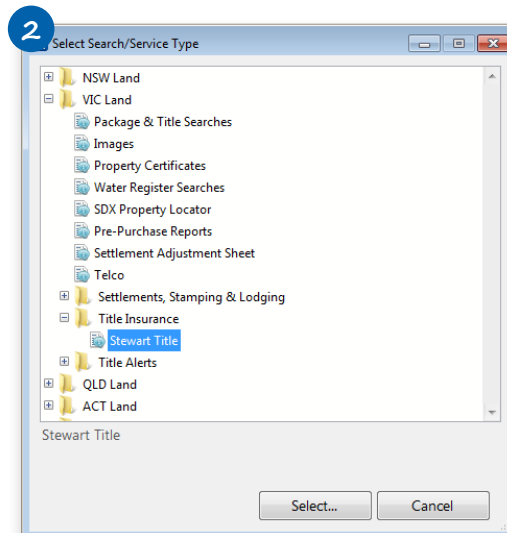 2
Select Search/Service Type
NSW Land
VIC Land
Package & Title Searches
Images
Property Certificates
Water Register Searches
SDX Property Locator
Pre-Purchase Reports
Settlement Adjustment Sheet
Telco
Settlements, Stamping & Lodging
Title Insurance
Stewart Title
Title Alerts
QLD Land
ACT Land
Stewart Title
Select...
Cancel